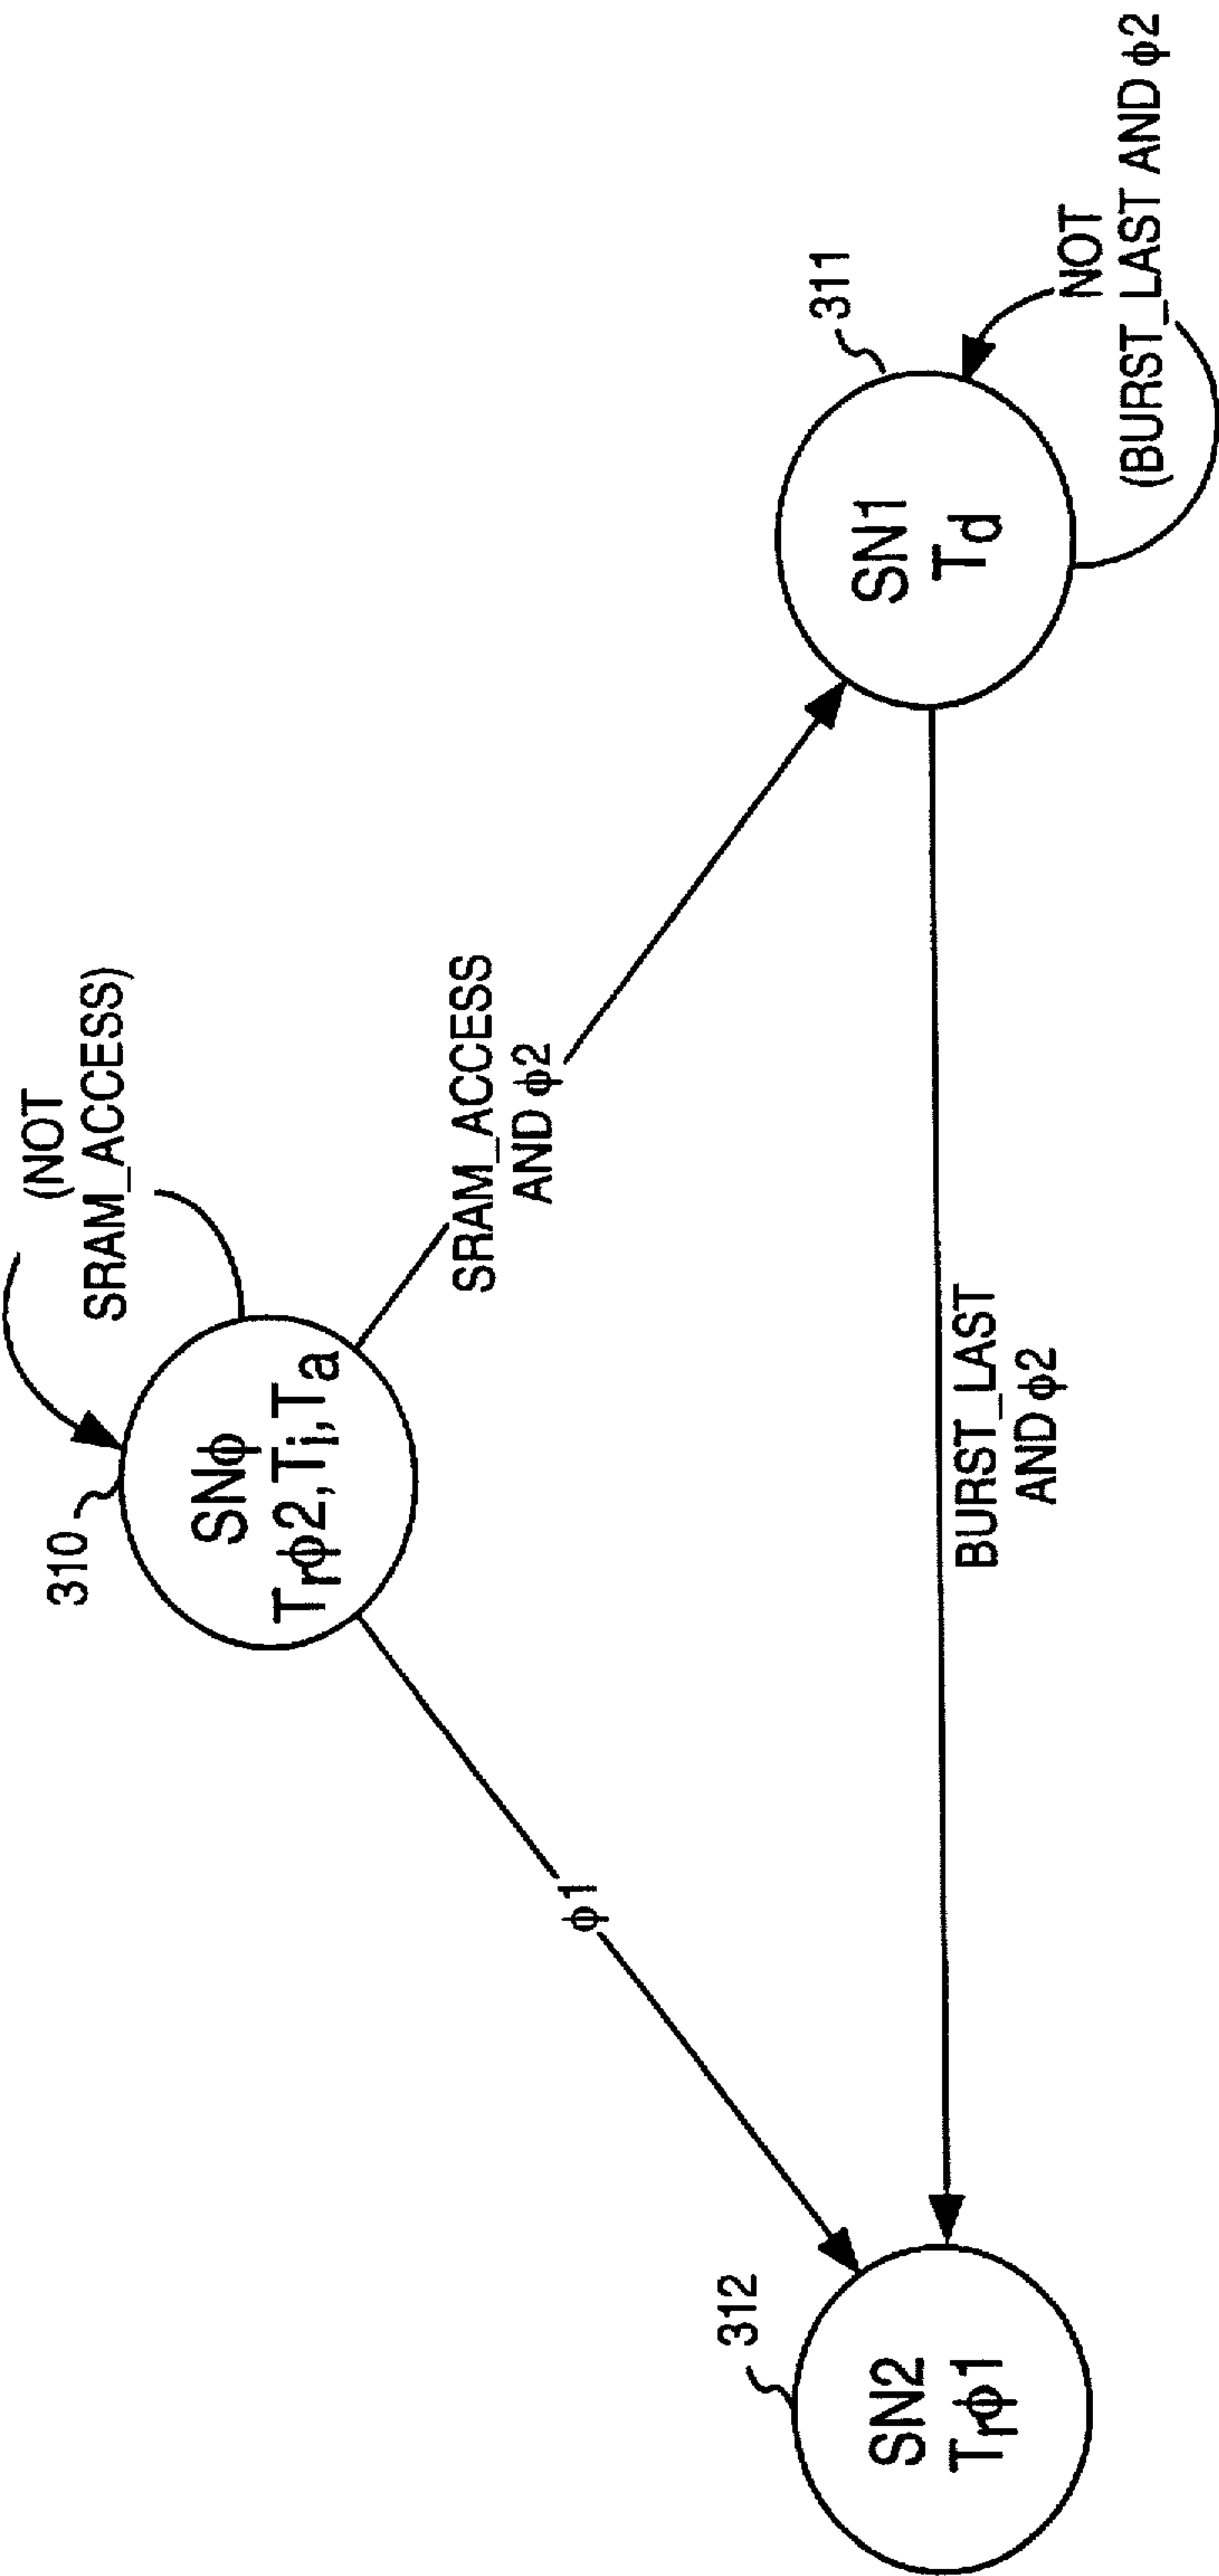 (NOT
SRAM_ACCESS)
310
SNϕ
Trϕ2,Ti,Ta
SRAM_ACCESS
AND ϕ2
ϕ1
312
SN2
Trϕ1
BURST_LAST
AND ϕ2
311
SN1
Td
NOT
(BURST_LAST AND ϕ2